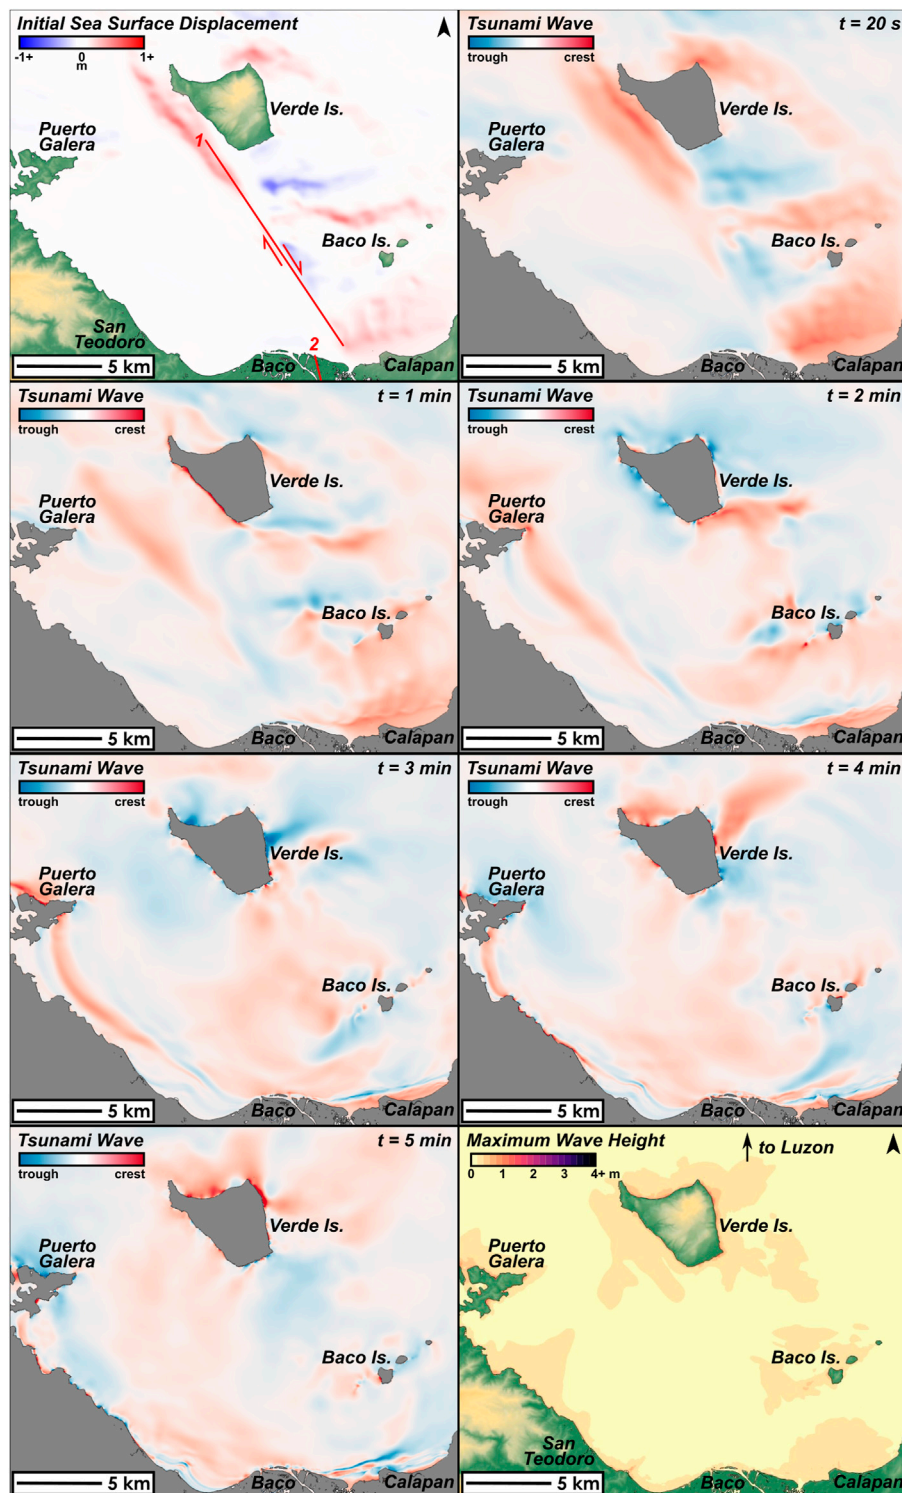 Initial Sea Surface Displacement
-1+ 0 1+
m
1
Verde Is.
Puerto
Galera
Baco Is.
San
Teodoro
2
Baco
Calapan
5 km
Tsunami Wave
t = 20 s
trough crest
Verde Is.
Puerto
Galera
Baco Is.
Baco
Calapan
5 km
Tsunami Wave
t = 1 min
trough crest
Verde Is.
Puerto
Galera
Baco Is.
Baco
Calapan
5 km
Tsunami Wave
t = 2 min
trough crest
Verde Is.
Puerto
Galera
Baco Is.
Baco
Calapan
5 km
Tsunami Wave
t = 3 min
trough crest
Verde Is.
Puerto
Galera
Baco Is.
Baco
Calapan
5 km
Tsunami Wave
t = 4 min
trough crest
Verde Is.
Puerto
Galera
Baco Is.
Baco
Calapan
5 km
Tsunami Wave
t = 5 min
trough crest
Verde Is.
Puerto
Galera
Baco Is.
Baco
Calapan
5 km
Maximum Wave Height
0 1 2 3 4+ m
to Luzon
Verde Is.
Puerto
Galera
Baco Is.
San
Teodoro
Baco
Calapan
5 km